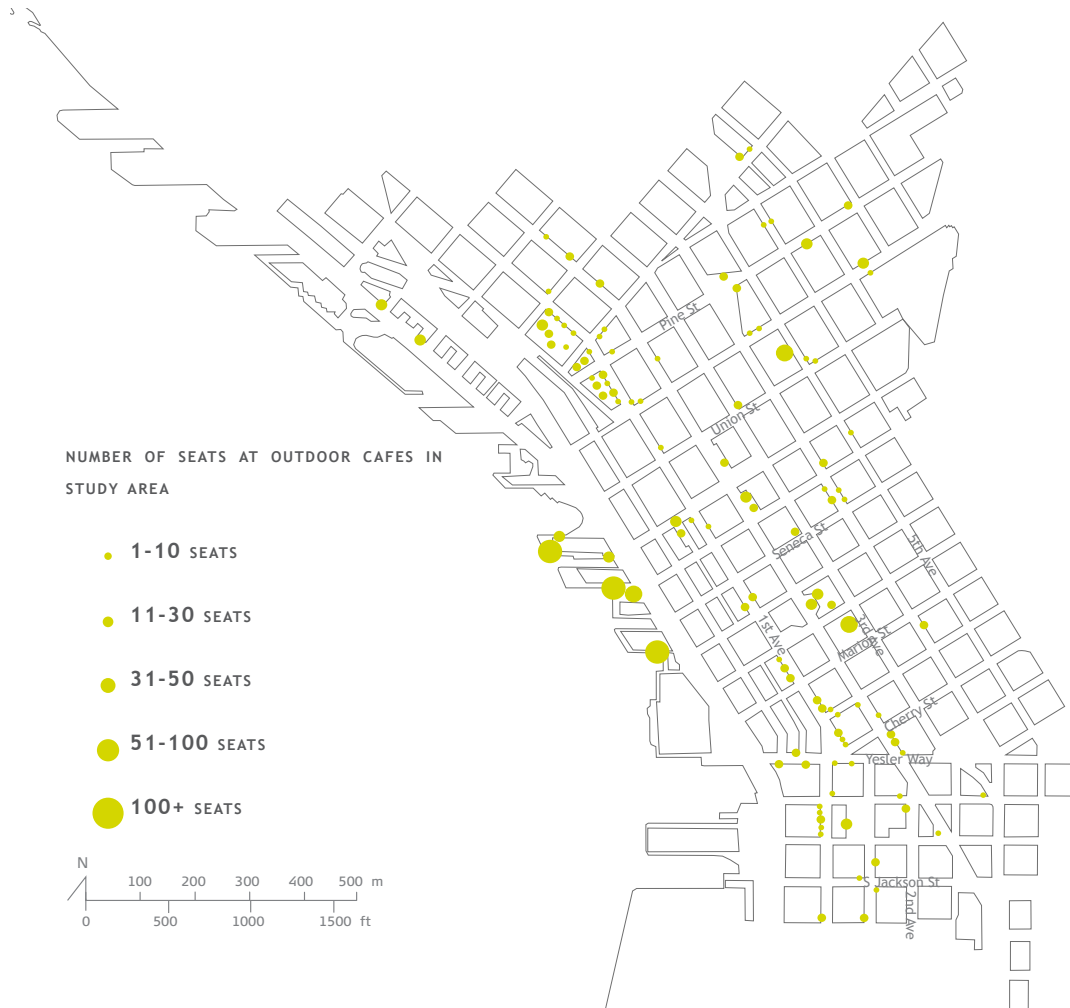 Pine St
Union St
NUMBER OF SEATS AT OUTDOOR CAFES IN
STUDY AREA
1-10 SEATS
Seneca St
5th Ave
11-30 SEATS
1st Ave
3rd Ave
Marion St
31-50 SEATS
Cherry St
51-100 SEATS
Yesler Way
100+ SEATS
N
100 200 300 400 500 m
S Jackson St
2nd Ave
0 500 1000 1500 ft